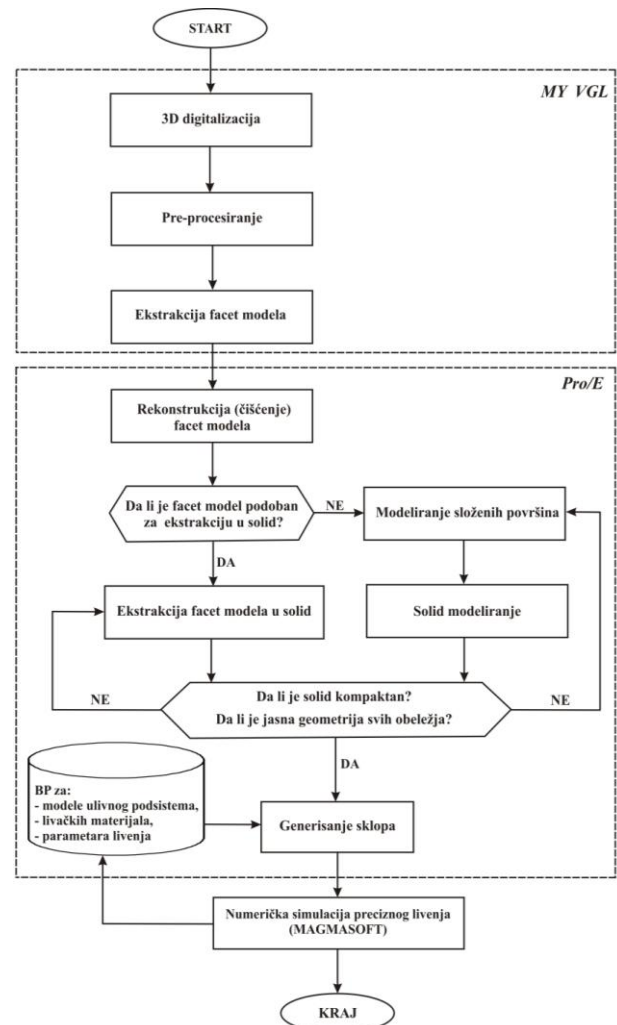 START
MY VGL
3D digitalizacija
Pre-procesiranje
Ekstrakcija facet modela
Pro/E
Rekonstrukcija (čišćenje)
facet modela
Da li je facet model podoban
za ekstrakciju u solid?
NE
Modeliranje složenih površina
DA
Ekstrakcija facet modela u solid
Solid modeliranje
NE
Da li je solid kompaktan?
Da li je jasna geometrija svih obeležja?
NE
DA
BP za:
- modele ulivnog podsistema,
- livačkih materijala,
- parametara livenja
Generisanje sklopa
Numerička simulacija preciznog livenja
(MAGMASOFT)
KRAJ